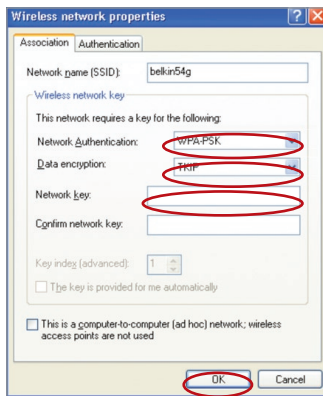 Wireless network properties
Association Authentication
Network name (SSID): belkin54g
Wireless network key
This network requires a key for the following:
Network Authentication: WPA-PSK
Data encryption: TKIP
Network key:
Confirm network key:
Key index (advanced): 1
The key is provided for me automatically
This is a computer-to-computer (ad hoc) network; wireless
access points are not used
OK Cancel